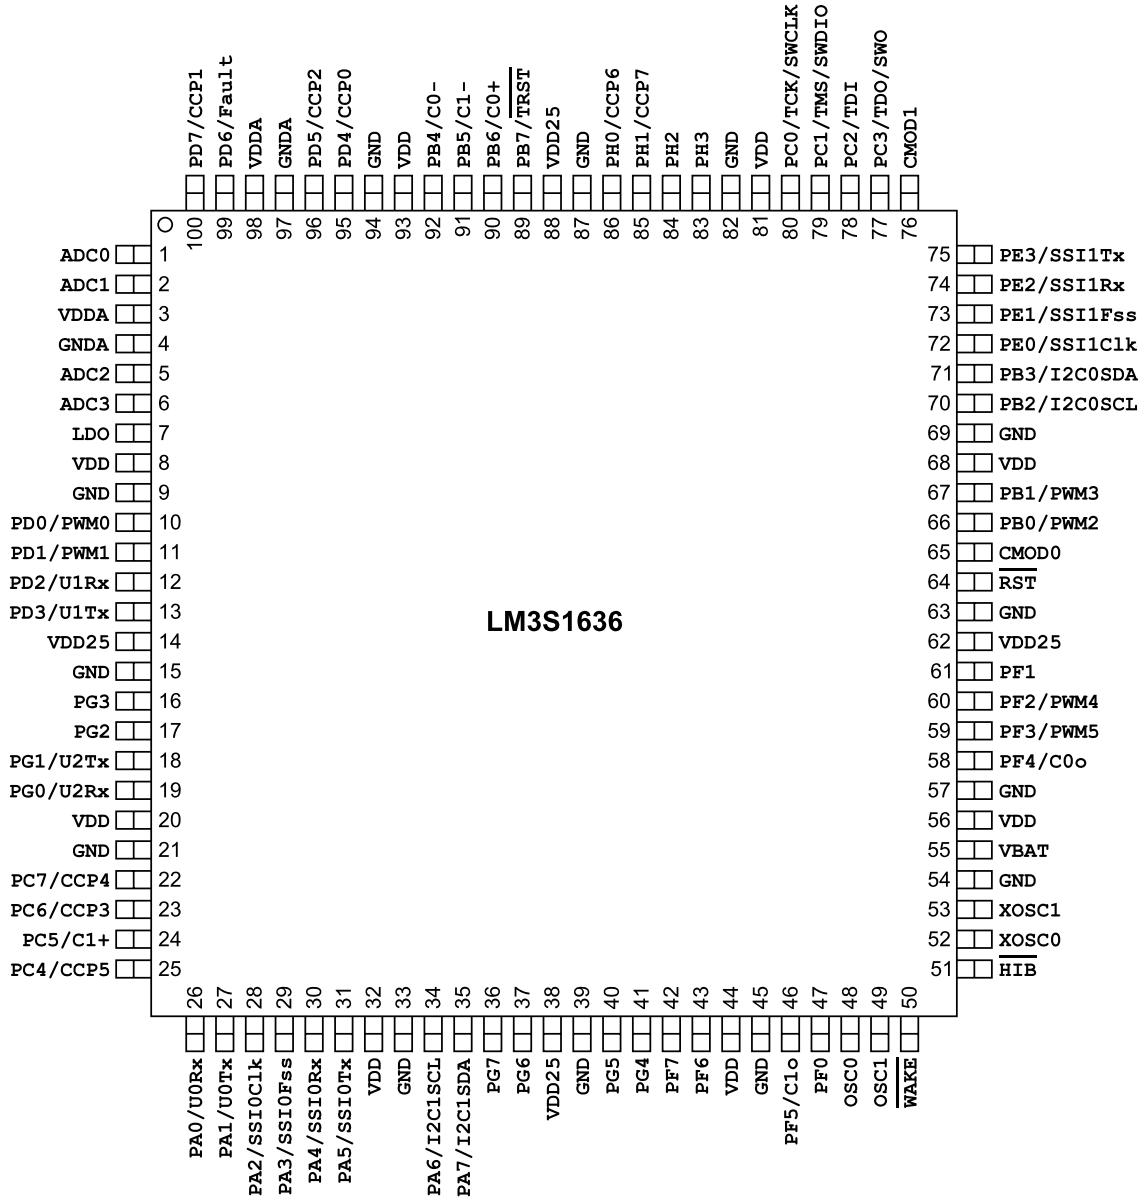 PD7/CCP1
PD6/Fault
VDDA
GNDA
PD5/CCP2
PD4/CCP0
GND
VDD
PB4/C0-
PB5/C1-
PB6/C0+
PB7/TRST
VDD25
GND
PH0/CCP6
PH1/CCP7
PH2
PH3
GND
VDD
PC0/TCK/SWCLK
PC1/TMS/SWDIO
PC2/TDI
PC3/TDO/SWO
CMOD1
100
99
98
97
96
95
94
93
92
91
90
89
88
87
86
85
84
83
82
81
80
79
78
77
76
ADC0 1
ADC1 2
VDDA 3
GNDA 4
ADC2 5
ADC3 6
LDO 7
VDD 8
GND 9
PD0/PWM0 10
PD1/PWM1 11
PD2/U1Rx 12
PD3/U1Tx 13
VDD25 14
GND 15
PG3 16
PG2 17
PG1/U2Tx 18
PG0/U2Rx 19
VDD 20
GND 21
PC7/CCP4 22
PC6/CCP3 23
PC5/C1+ 24
PC4/CCP5 25
LM3S1636
75 PE3/SSI1Tx
74 PE2/SSI1Rx
73 PE1/SSI1Fss
72 PE0/SSI1Clk
71 PB3/I2C0SDA
70 PB2/I2C0SCL
69 GND
68 VDD
67 PB1/PWM3
66 PB0/PWM2
65 CMOD0
64 RST
63 GND
62 VDD25
61 PF1
60 PF2/PWM4
59 PF3/PWM5
58 PF4/C0o
57 GND
56 VDD
55 VBAT
54 GND
53 XOSC1
52 XOSC0
51 HIB
26
27
28
29
30
31
32
33
34
35
36
37
38
39
40
41
42
43
44
45
46
47
48
49
50
PA0/U0Rx
PA1/U0Tx
PA2/SSI0Clk
PA3/SSI0Fss
PA4/SSI0Rx
PA5/SSI0Tx
VDD
GND
PA6/I2C1SCL
PA7/I2C1SDA
PG7
PG6
VDD25
GND
PG5
PG4
PF7
PF6
VDD
GND
PF5/C1o
PF0
OSC0
OSC1
WAKE